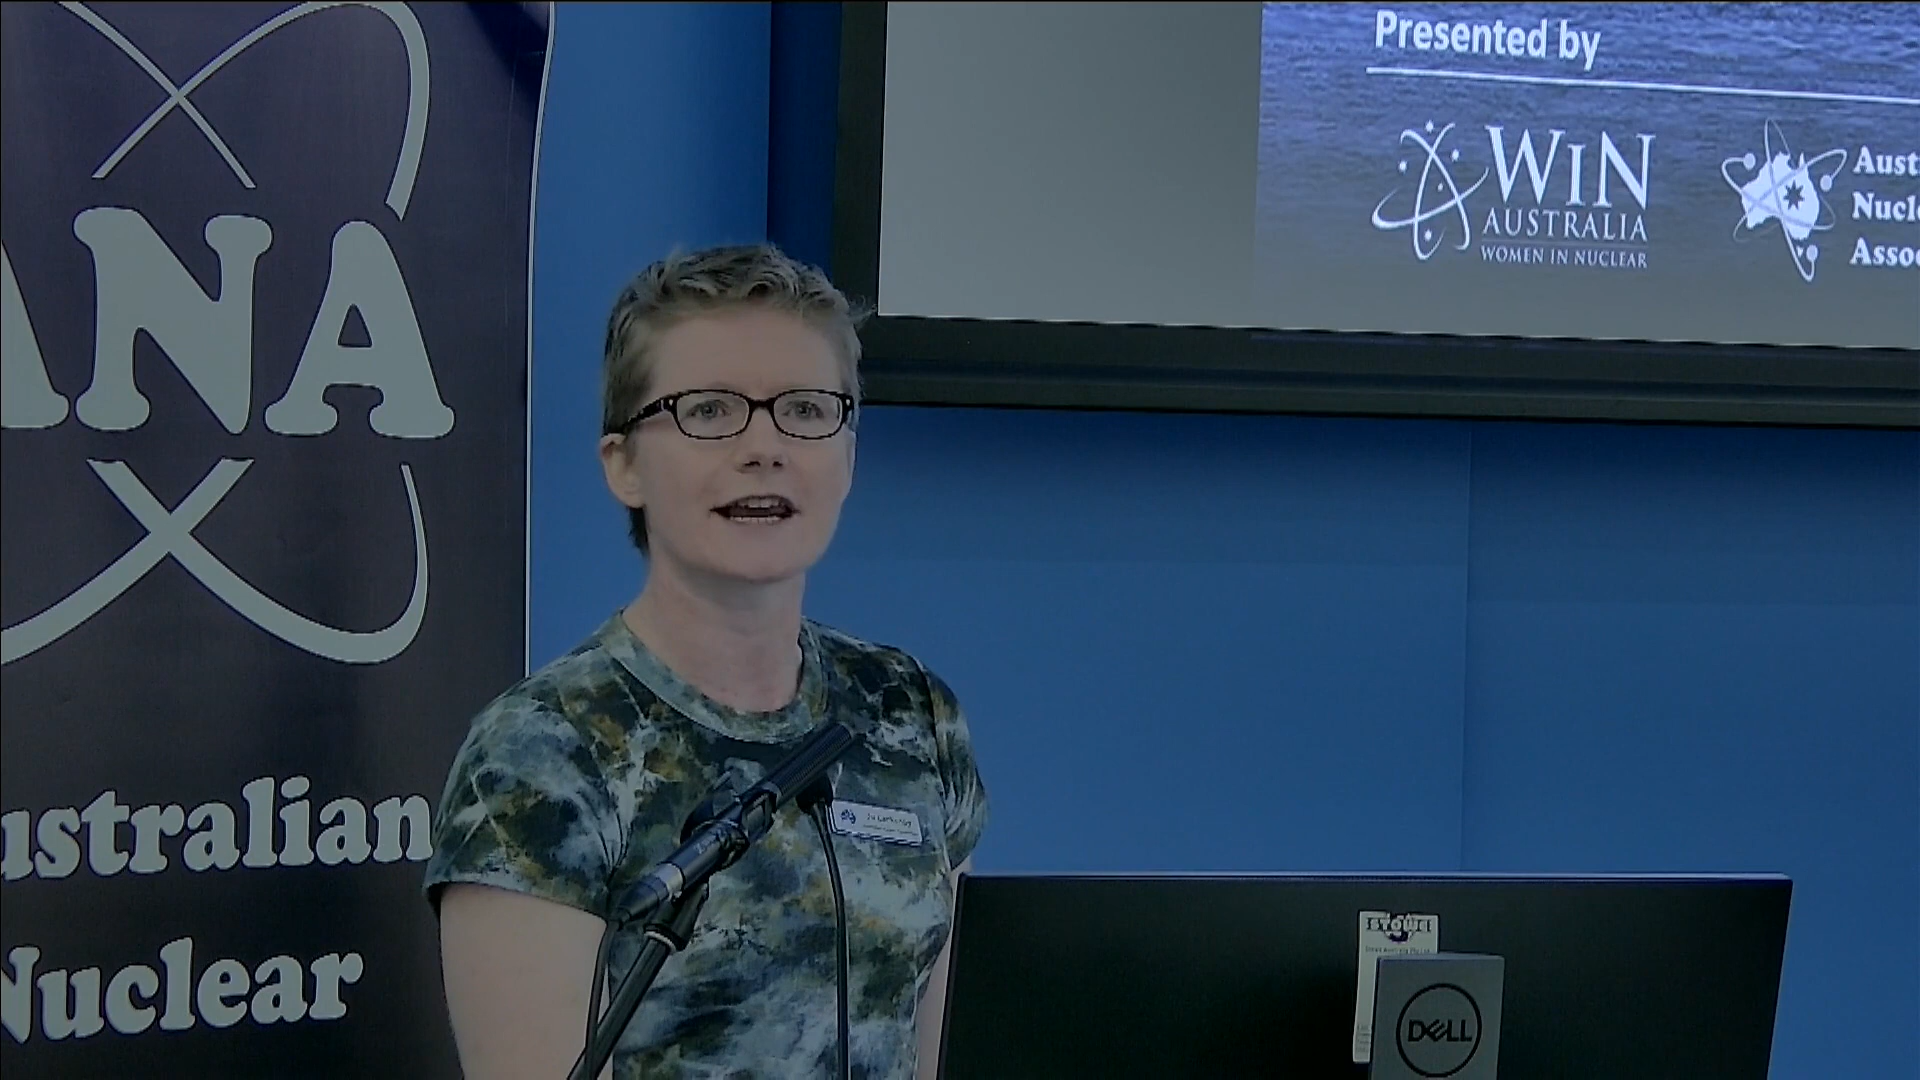 ANA
ustralian
Nuclear
Presented by
WiN
AUSTRALIA
WOMEN IN NUCLEAR
Aust
Nucl
Asso
DELL